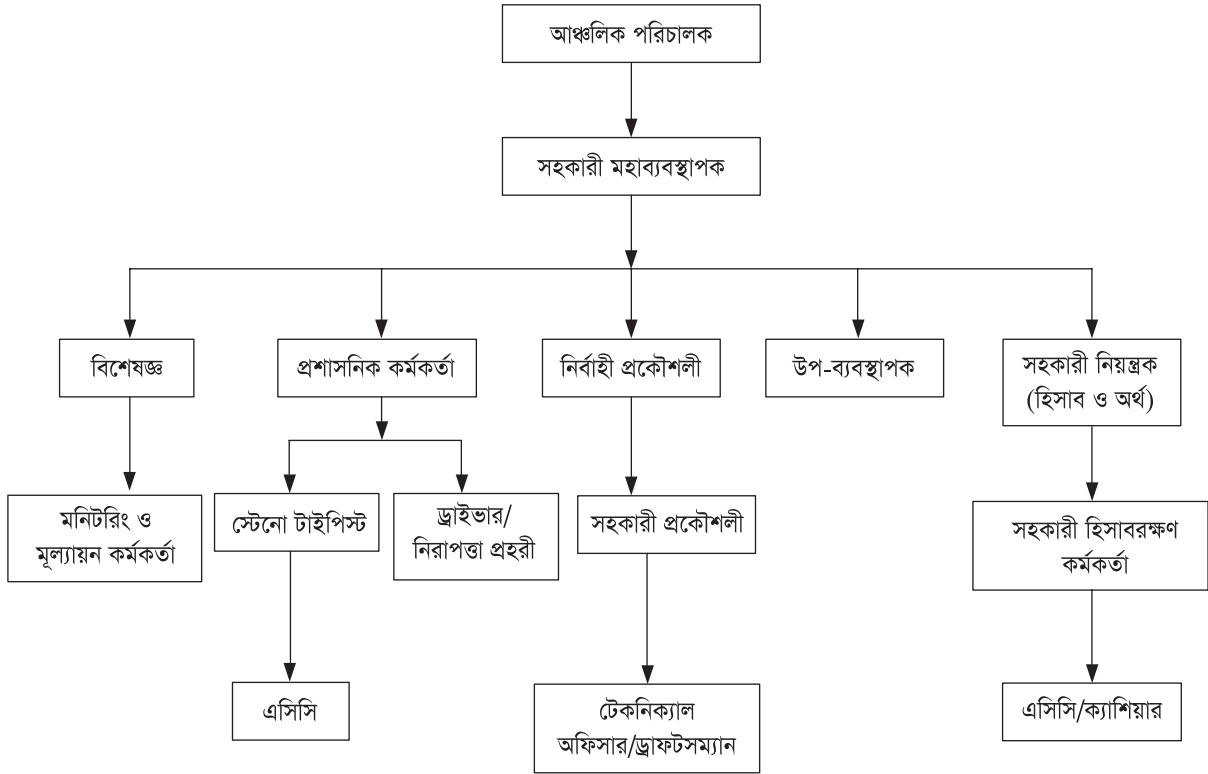 আঞ্চলিক পরিচালক
সহকারী মহাব্যবস্থাপক
বিশেষজ্ঞ
প্রশাসনিক কর্মকর্তা
নির্বাহী প্রকৌশলী
উপ-ব্যবস্থাপক
সহকারী নিয়ন্ত্রক
(হিসাব ও অর্থ)
মনিটরিং ও
মূল্যায়ন কর্মকর্তা
স্টেনো টাইপিস্ট
ড্রাইভার/
নিরাপত্তা প্রহরী
সহকারী প্রকৌশলী
সহকারী হিসাবরক্ষণ
কর্মকর্তা
এসিসি
টেকনিক্যাল
অফিসার/ড্রাফটসম্যান
এসিসি/ক্যাশিয়ার